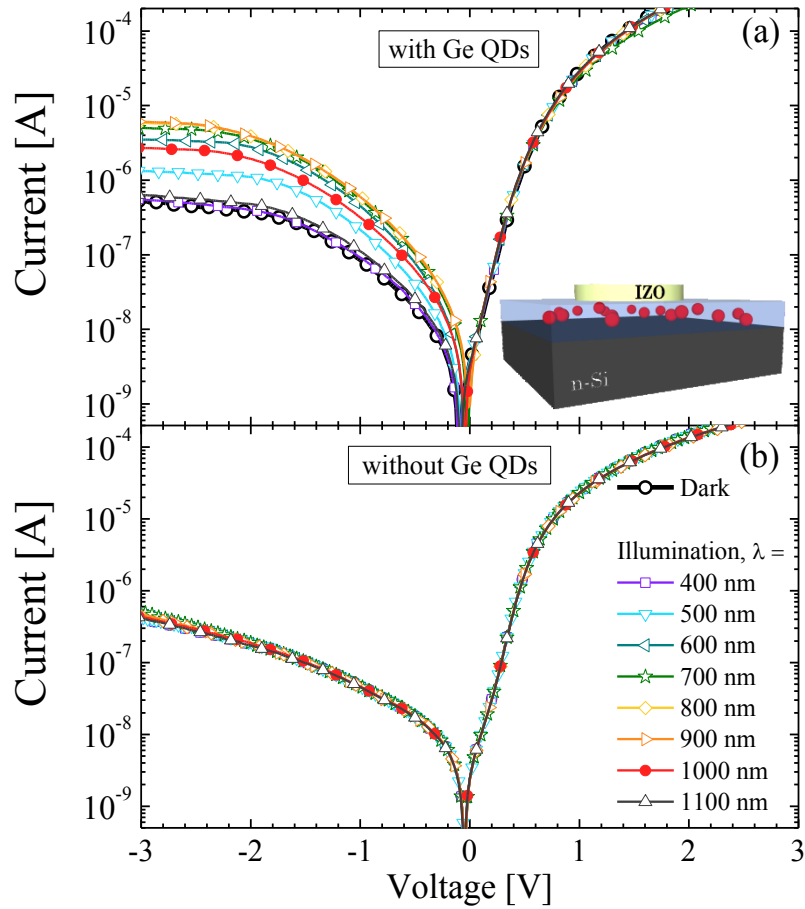 (a)
with Ge QDs
Current [A]
10⁻⁴
10⁻⁵
10⁻⁶
10⁻⁷
10⁻⁸
10⁻⁹
IZO
n-Si
(b)
without Ge QDs
Current [A]
10⁻⁴
10⁻⁵
10⁻⁶
10⁻⁷
10⁻⁸
10⁻⁹
Dark
Illumination, λ =
400 nm
500 nm
600 nm
700 nm
800 nm
900 nm
1000 nm
1100 nm
-3 -2 -1 0 1 2 3
Voltage [V]